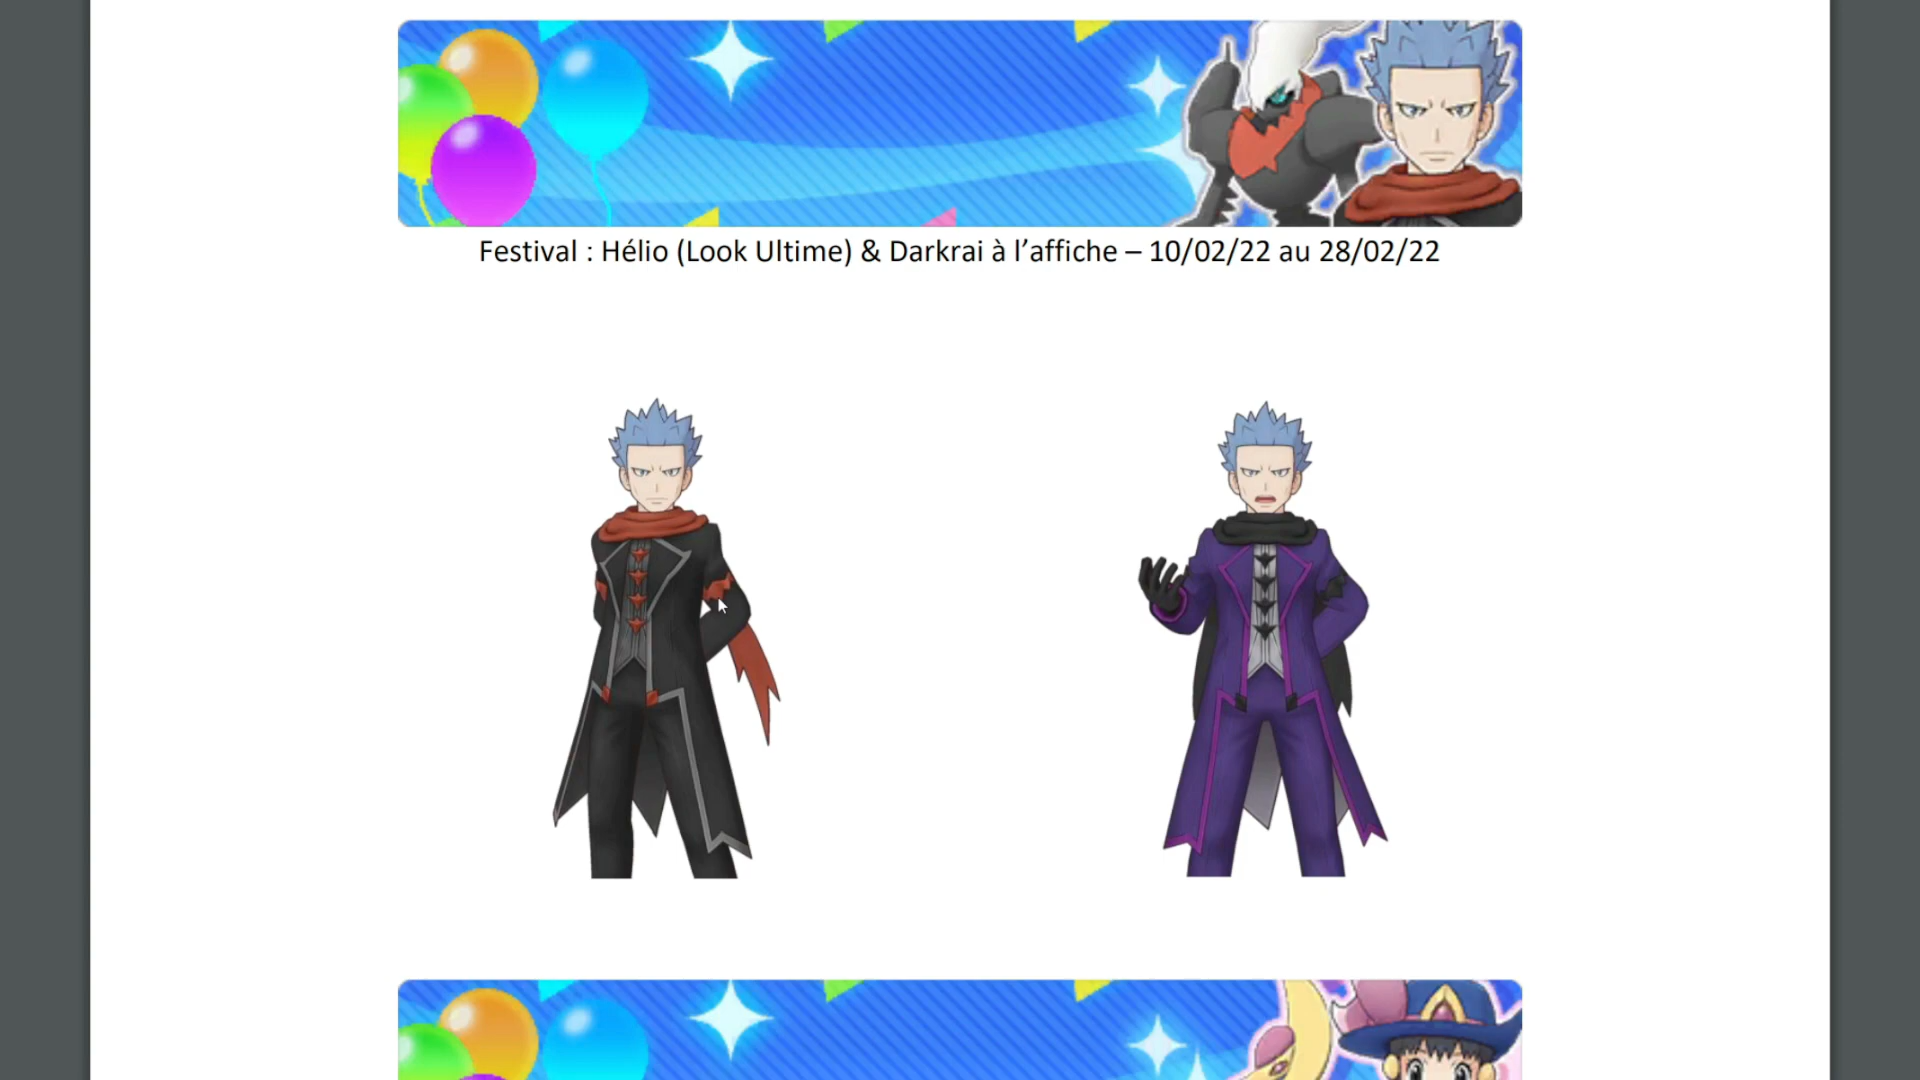 Festival : Hélio (Look Ultime) & Darkrai à l’affiche – 10/02/22 au 28/02/22